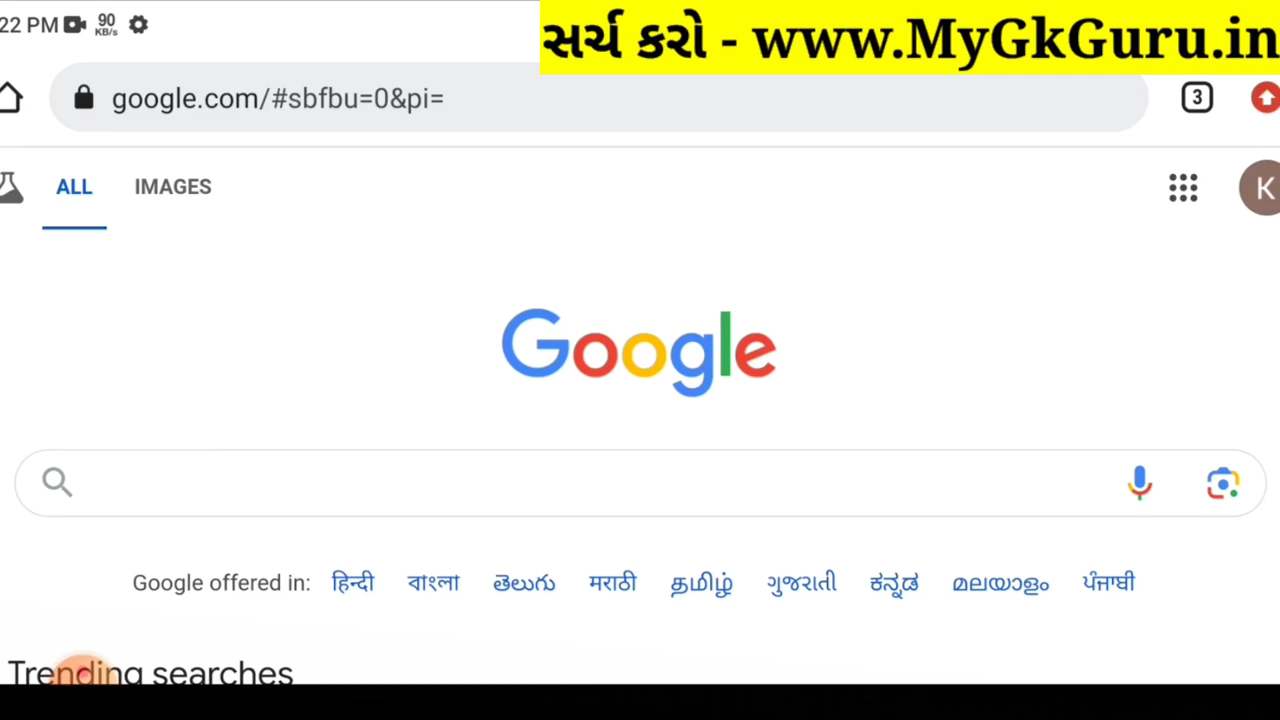 22 PM 90 KB/s
સર્ચ કરો - www.MyGkGuru.in
google.com/#sbfbu=0&pi=
3
ALL IMAGES
K
Google
Google offered in: हिन्दी বাংলা తెలుగు मराठी தமிழ் ગુજરાતી ಕನ್ನಡ മലയാളം ਪੰਜਾਬੀ
Trending searches